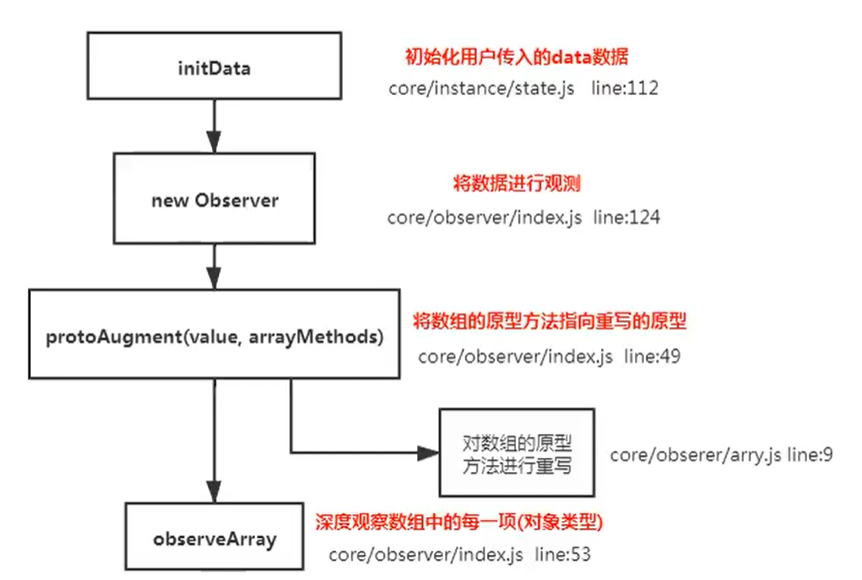 initData
初始化用户传入的data数据
core/instance/state.js line:112
new Observer
将数据进行观测
core/observer/index.js line:124
protoAugment(value, arrayMethods)
将数组的原型方法指向重写的原型
core/observer/index.js line:49
对数组的原型
方法进行重写
core/obserer/arry.js line:9
observeArray
深度观察数组中的每一项(对象类型)
core/observer/index.js line:53